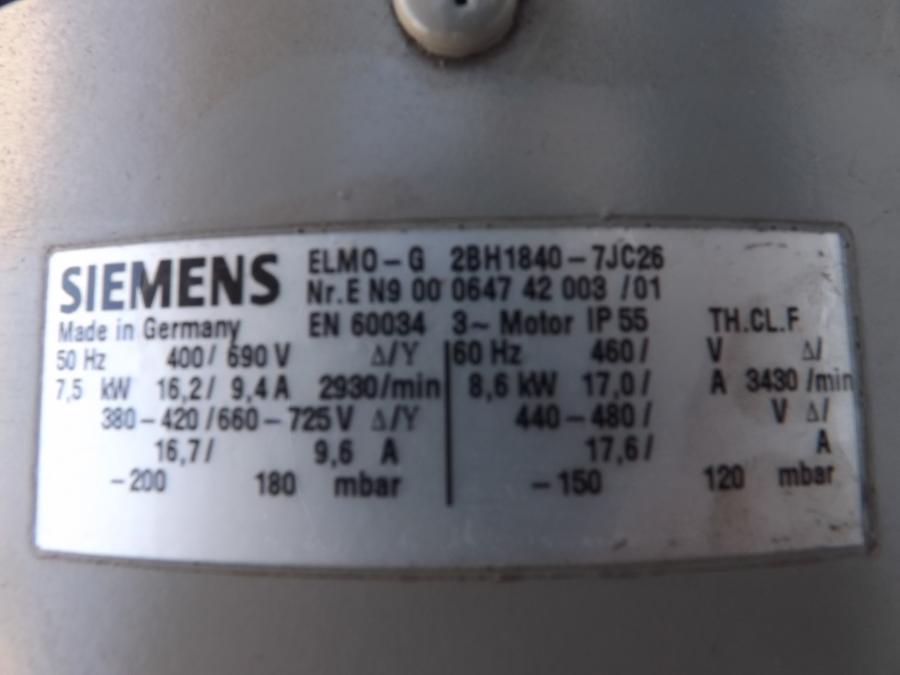 SIEMENS ELMO-G 2BH1840-7JC26
Nr.E N9 00 0647 42 003 /01
Made in Germany EN 60034 3~ Motor IP 55 TH.CL.F
50 Hz 400/ 690 V Δ/Y 60 Hz 460/ V Δ/
7,5 kW 16,2/ 9,4 A 2930/min 8,6 kW 17,0/ A 3430 /min
380-420/660-725 V Δ/Y 440-480/ V Δ/
16,7/ 9,6 A 17,6/ A
-200 180 mbar -150 120 mbar